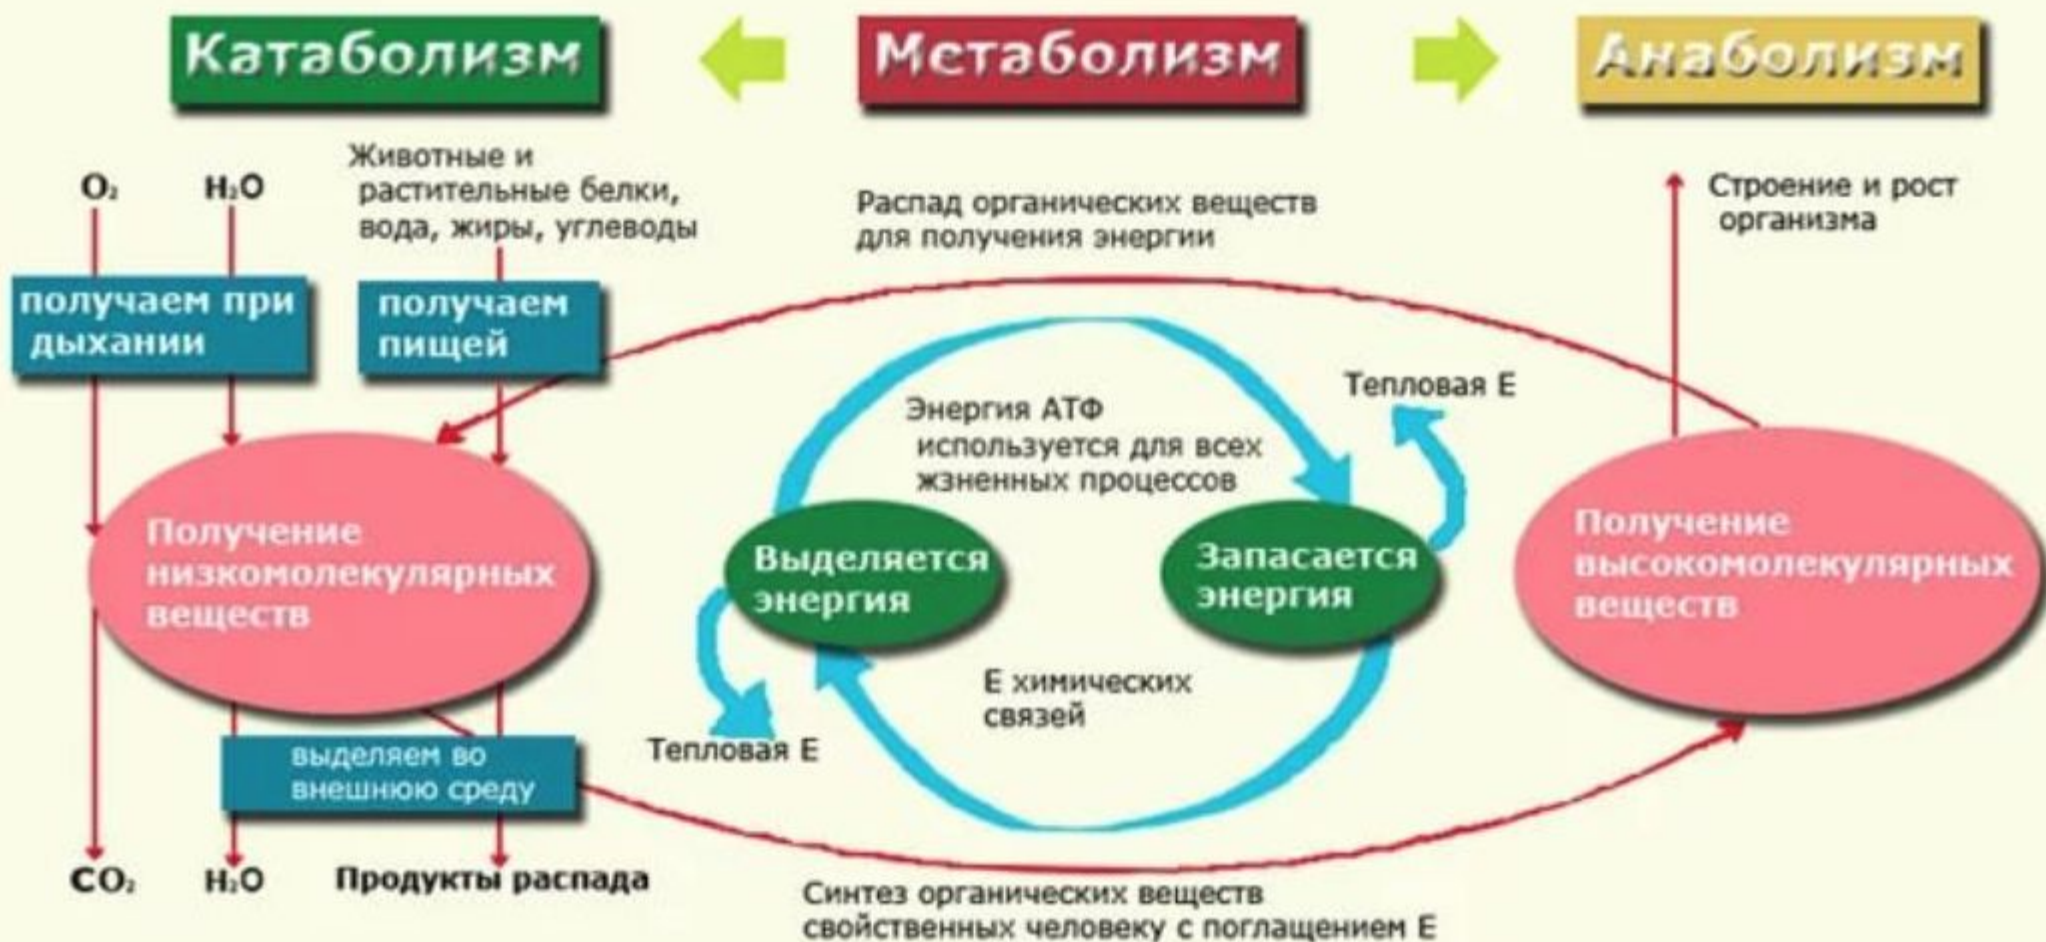 Катаболизм
Метаболизм
Анаболизм
O₂
H₂O
Животные и
растительные белки,
вода, жиры, углеводы
Распад органических веществ
для получения энергии
Строение и рост
организма
получаем при
дыхании
получаем
пищей
Тепловая Е
Энергия АТФ
используется для всех
жзненных процессов
Получение
низкомолекулярных
веществ
Выделяется
энергия
Запасается
энергия
Получение
высокомолекулярных
веществ
Е химических
связей
Тепловая Е
выделяем во
внешнюю среду
CO₂
H₂O
Продукты распада
Синтез органических веществ
свойственных человеку с поглащением Е